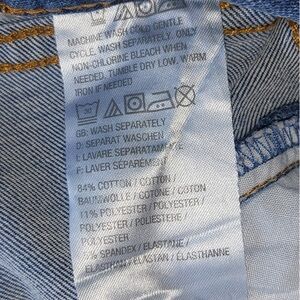 MACHINE WASH COLD GENTLE
CYCLE. WASH SEPARATELY. ONLY
NON-CHLORINE BLEACH WHEN
NEEDED. TUMBLE DRY LOW. WARM
IRON IF NEEDED
GB: WASH SEPARATELY
D: SEPARAT WASCHEN
I: LAVARE SEPARATAMENTE
F: LAVER SÉPARÉMENT
84% COTTON / COTON /
BAUMWOLLE / COTONE / COTON
11% POLYESTER / POLYESTER /
POLYESTER / POLIESTERE /
POLYESTER
5% SPANDEX / ELASTANE /
ELASTHAN / ELASTAN / ELASTHANNE